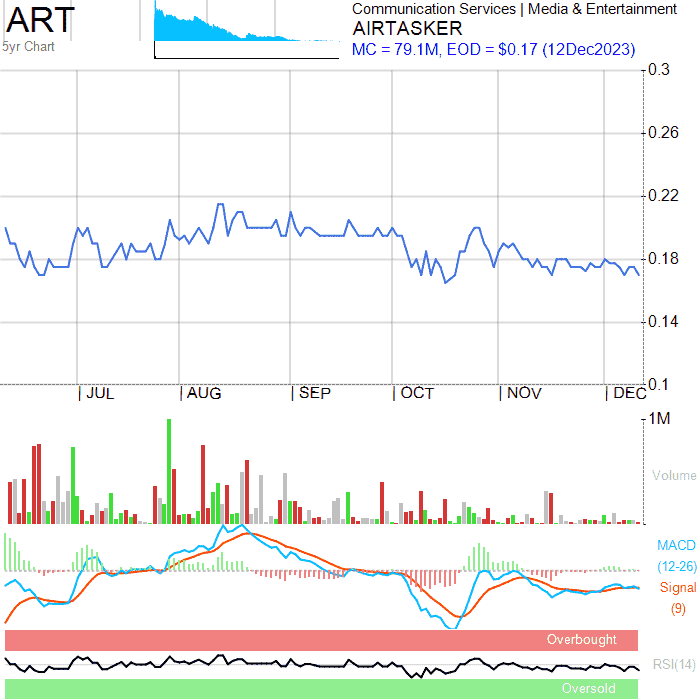 ART
5yr Chart
Communication Services | Media & Entertainment
AIRTASKER
MC = 79.1M, EOD = $0.17 (12Dec2023)
0.3
0.26
0.22
0.18
0.14
0.1
| JUL | AUG | SEP | OCT | NOV | DEC
1M
Volume
MACD
(12-26)
Signal
(9)
Overbought
RSI(14)
Oversold